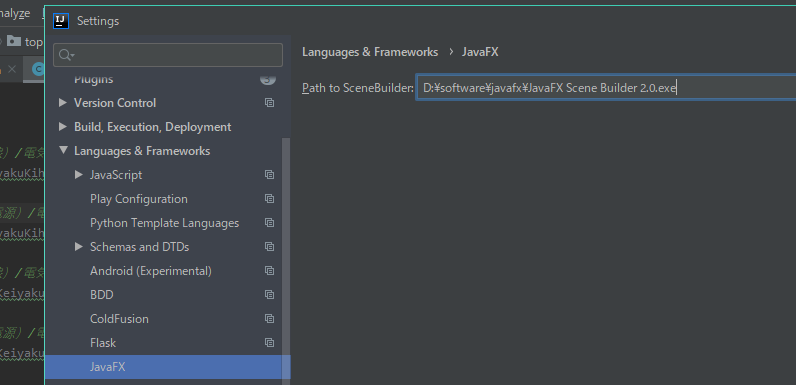 nalyze
Settings
top
Plugins
Version Control
Build, Execution, Deployment
Languages & Frameworks
JavaScript
Play Configuration
Python Template Languages
Schemas and DTDs
Android (Experimental)
BDD
ColdFusion
Flask
JavaFX
Languages & Frameworks › JavaFX
Path to SceneBuilder: D:¥software¥javafx¥JavaFX Scene Builder 2.0.exe
）/電気
yakuKih
源）/電
yakuKih
）/電気
Keiyaku
源）/電
Keiyaku